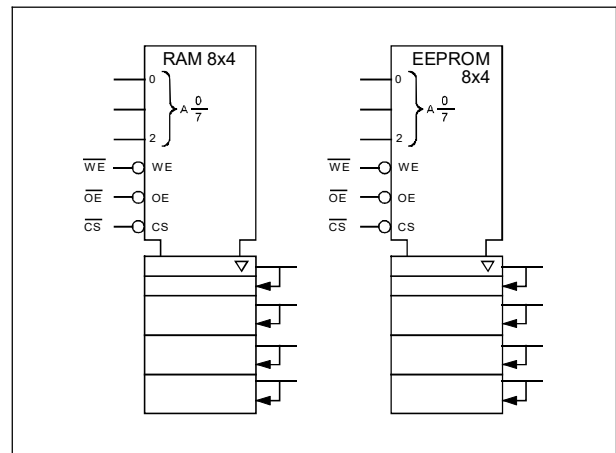 RAM 8x4
0
A 0/7
2
WE WE
OE OE
CS CS
EEPROM
8x4
0
A 0/7
2
WE WE
OE OE
CS CS